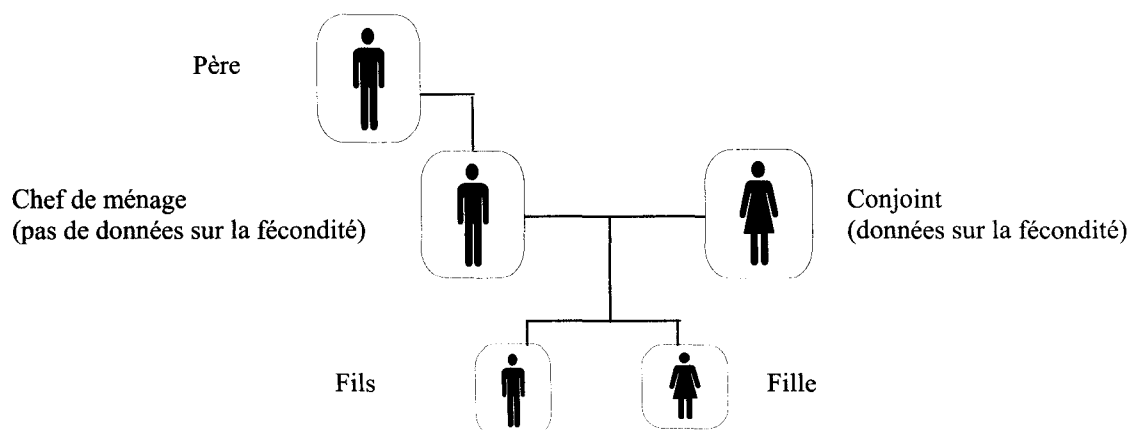 Père
Chef de ménage
(pas de données sur la fécondité)
Conjoint
(données sur la fécondité)
Fils
Fille